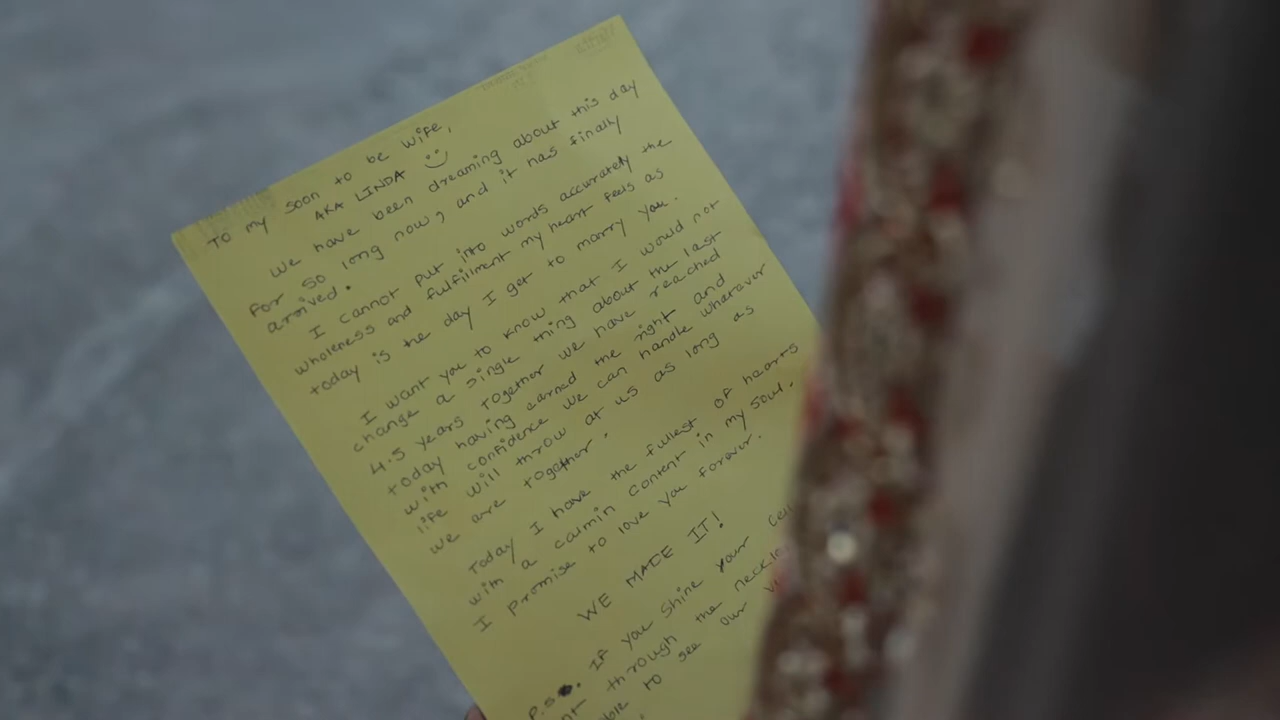 To my soon to be wife,
AKA LINDA
We have been dreaming about this day
for so long now, and it has finally
arrived.
I cannot put into words accurately the
wholeness and fulfillment my heart feels as
today is the day I get to marry you.
I want you to know that I would not
change a single thing about the last
4.5 years together we have reached
today having earned the right and
with confidence we can handle whatever
life will throw at us as long as
we are together.
Today I have the fullest of hearts
with a calmin content in my soul.
I promise to love you forever.
WE MADE IT!
P.S. If you shine your
through the
to see our